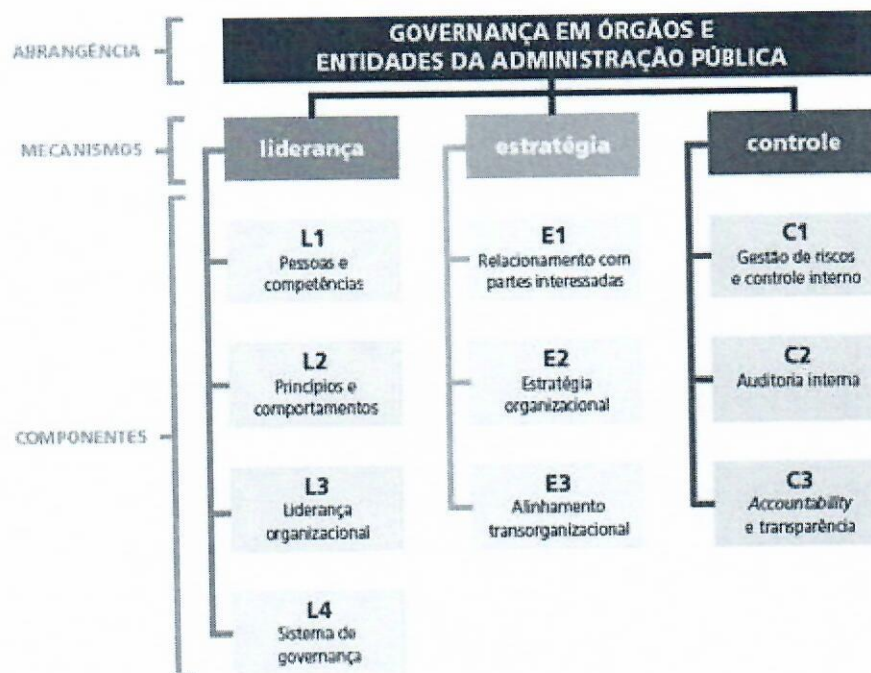 ABRANGÊNCIA
GOVERNANÇA EM ÓRGÃOS E
ENTIDADES DA ADMINISTRAÇÃO PÚBLICA
MECANISMOS
liderança
estratégia
controle
COMPONENTES
L1
Pessoas e
competências
L2
Princípios e
comportamentos
L3
Liderança
organizacional
L4
Sistema de
governança
E1
Relacionamento com
partes interessadas
E2
Estratégia
organizacional
E3
Alinhamento
transorganizacional
C1
Gestão de riscos
e controle interno
C2
Auditoria interna
C3
Accountability
e transparência